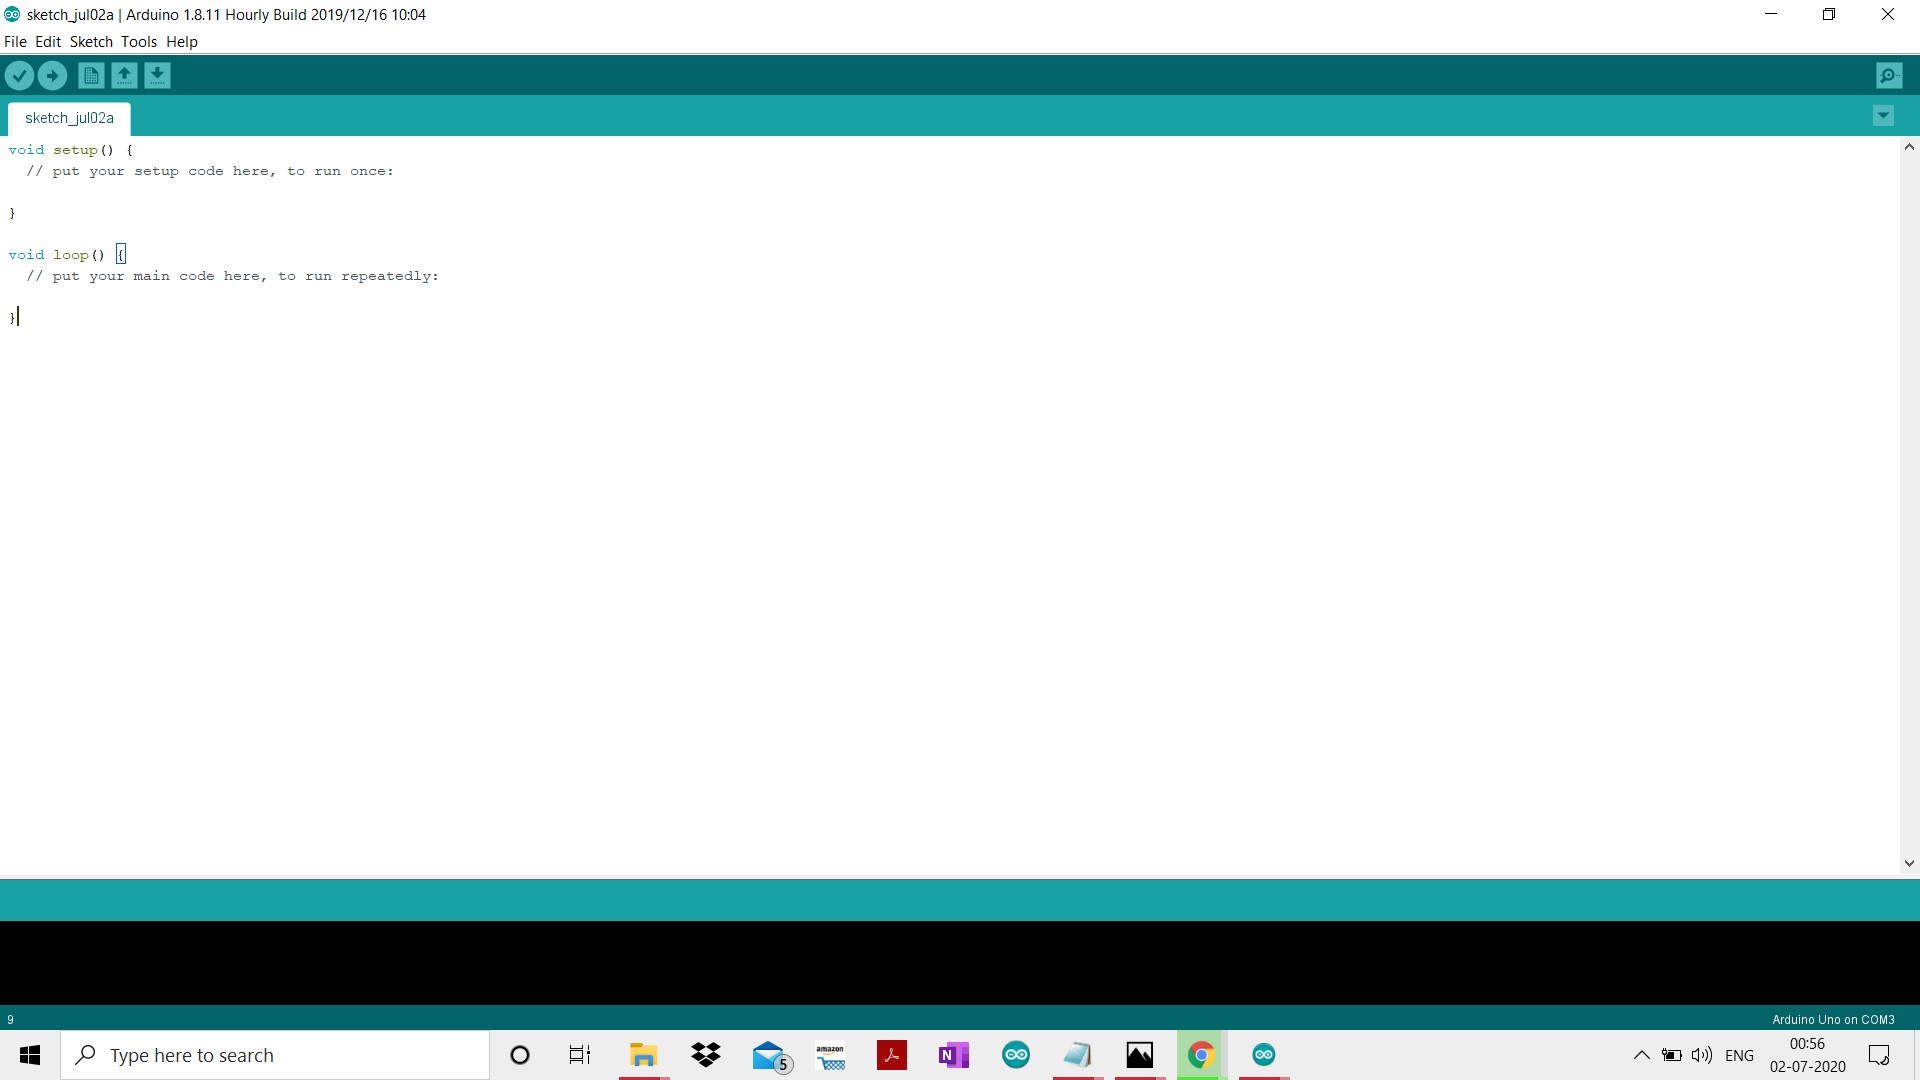 sketch_jul02a | Arduino 1.8.11 Hourly Build 2019/12/16 10:04
File Edit Sketch Tools Help
sketch_jul02a
void setup() {
  // put your setup code here, to run once:
}
void loop() {
  // put your main code here, to run repeatedly:
}
9
Arduino Uno on COM3
Type here to search
5
amazon
N
ENG
00:56
02-07-2020